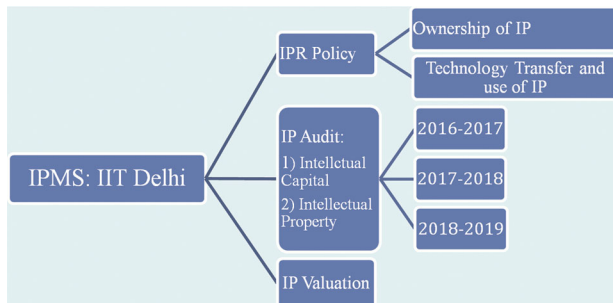 IPMS: IIT Delhi
IPR Policy
Ownership of IP
Technology Transfer and
use of IP
IP Audit:
1) Intellctual
Capital
2) Intellectual
Property
2016-2017
2017-2018
2018-2019
IP Valuation